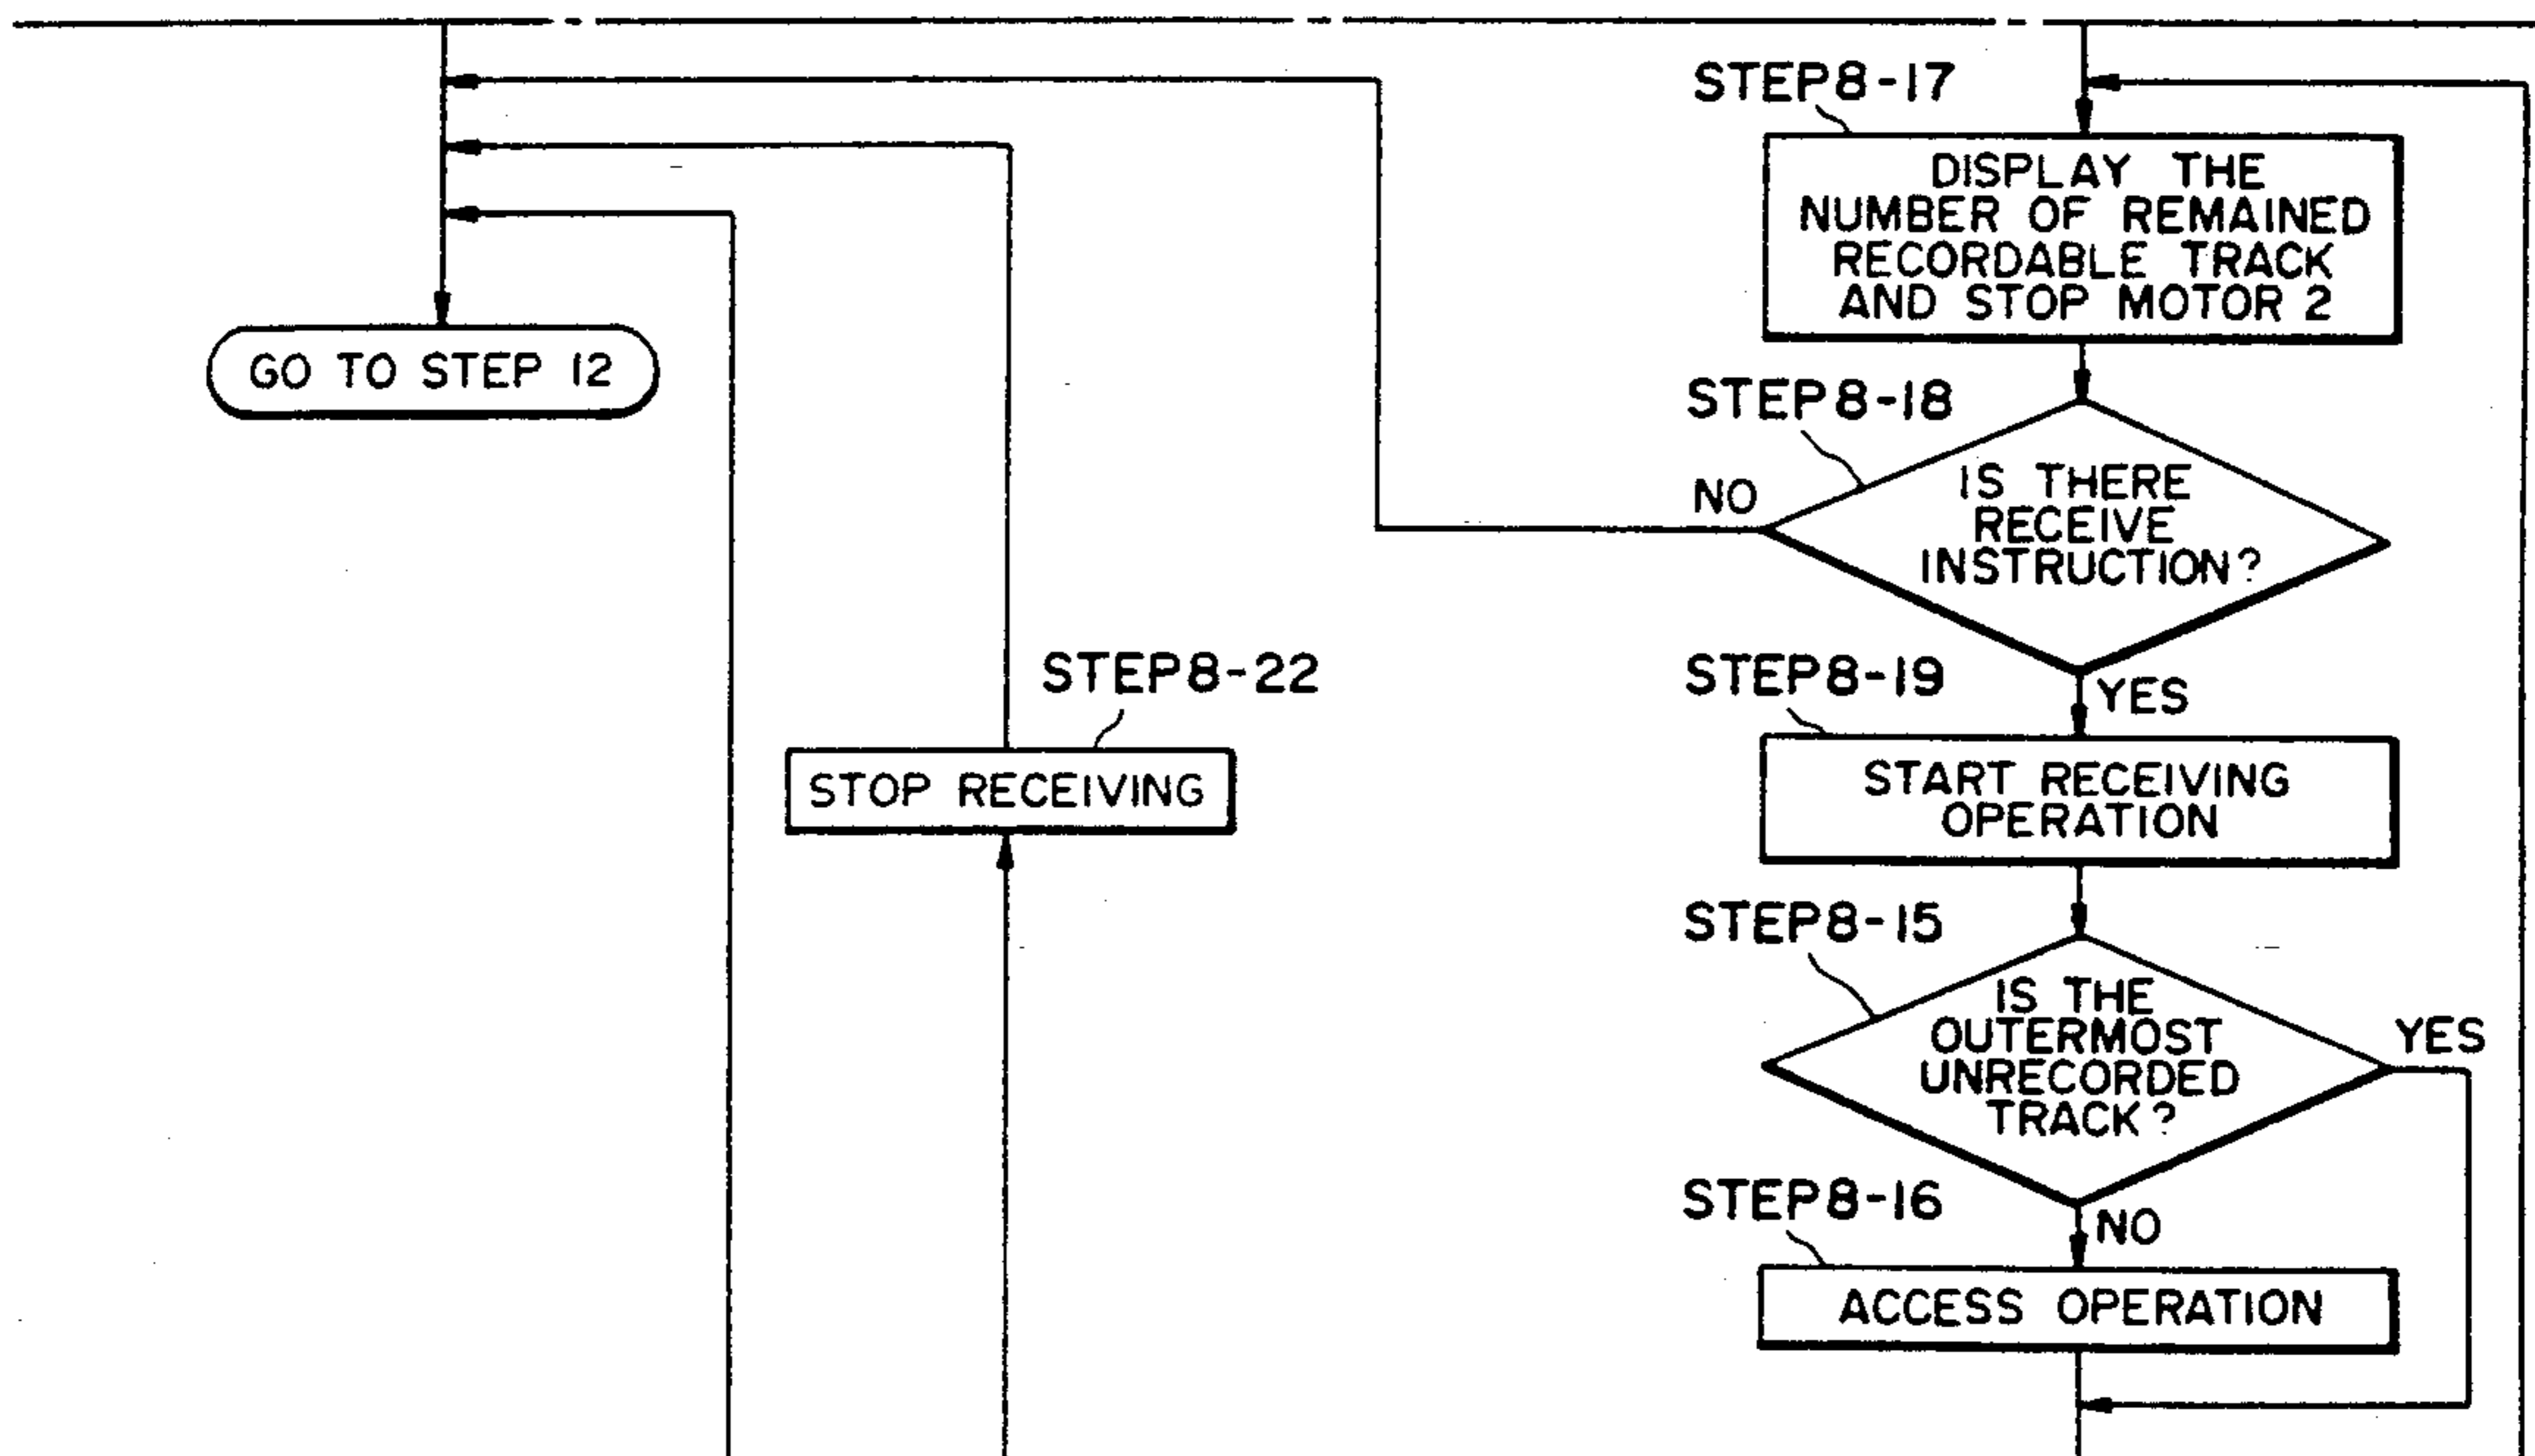 STEP8-17
DISPLAY THE
NUMBER OF REMAINED
RECORDABLE TRACK
AND STOP MOTOR 2
GO TO STEP 12
STEP8-18
NO
IS THERE
RECEIVE
INSTRUCTION?
STEP8-22
STOP RECEIVING
STEP8-19
YES
START RECEIVING
OPERATION
STEP8-15
IS THE
OUTERMOST
UNRECORDED
TRACK?
YES
STEP8-16
NO
ACCESS OPERATION